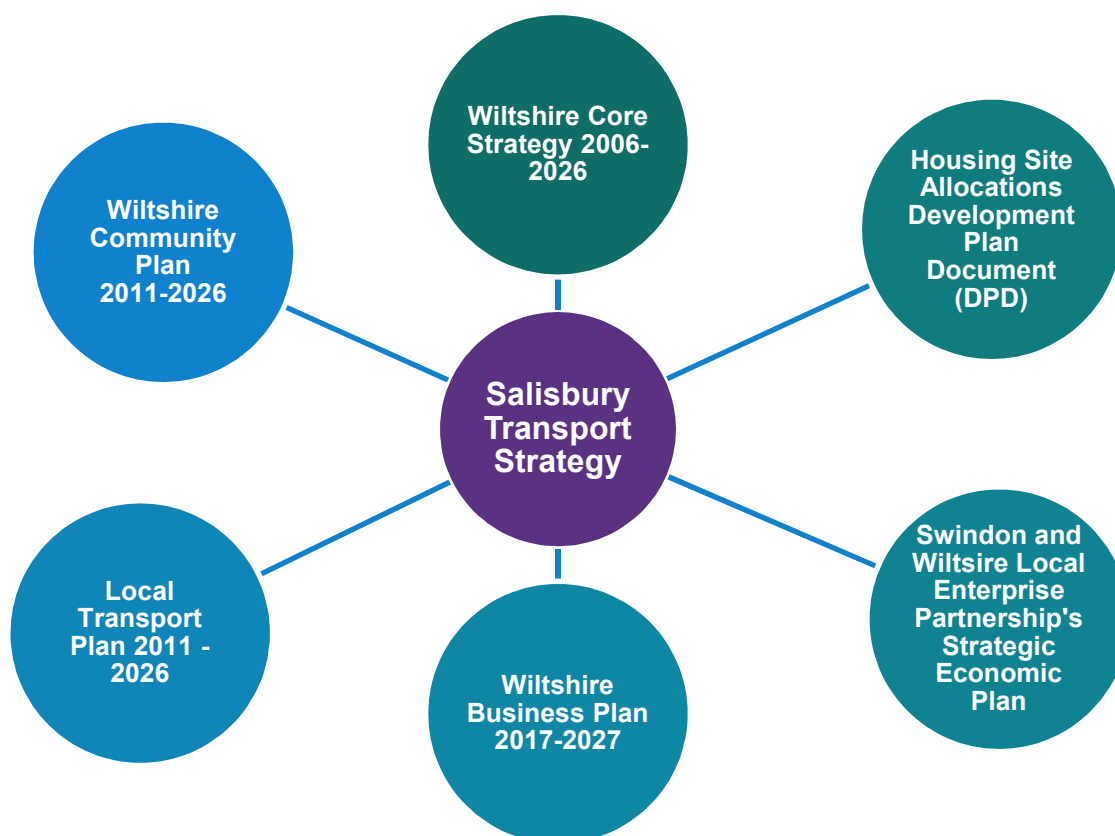 Wiltshire Core
Strategy 2006-
2026
Housing Site
Allocations
Development
Plan
Document
(DPD)
Wiltshire
Community
Plan
2011-2026
Salisbury
Transport
Strategy
Swindon and
Wiltsire Local
Enterprise
Partnership's
Strategic
Economic
Plan
Local
Transport
Plan 2011 -
2026
Wiltshire
Business Plan
2017-2027